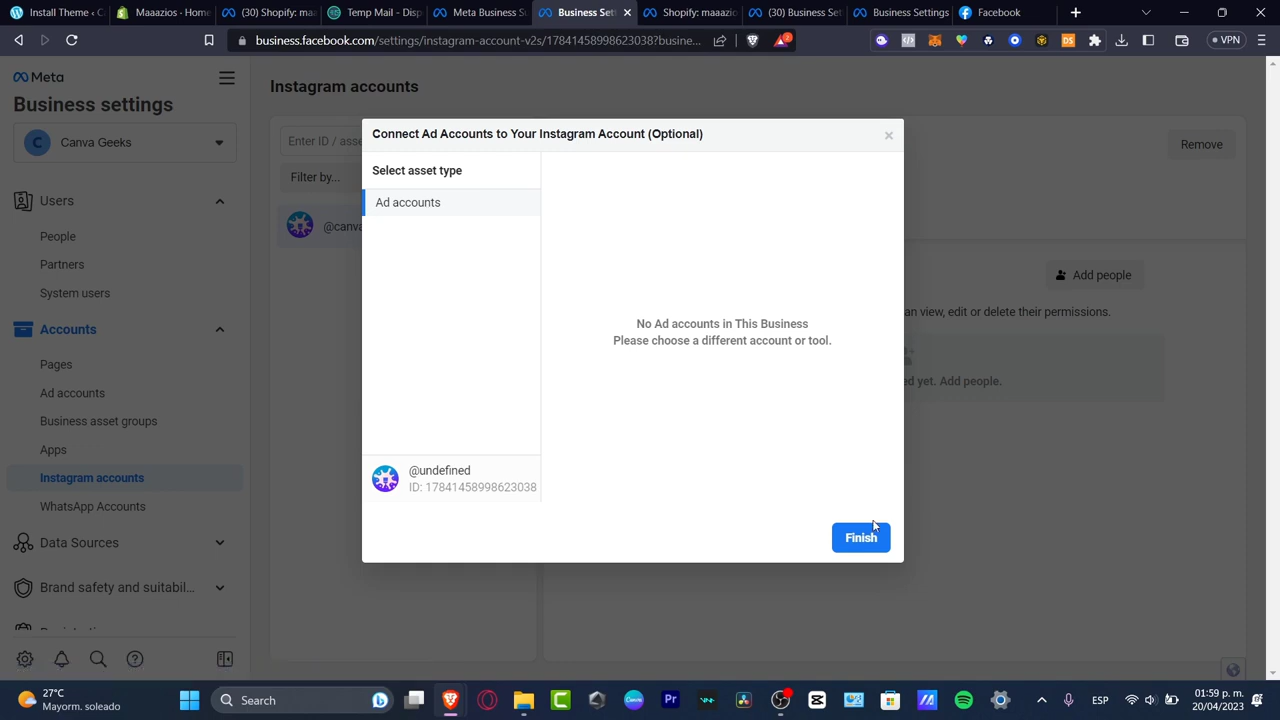 Install Theme ‹ C
Maaazios - Home
(30) Shopify: ma
Temp Mail - Disp
Meta Business S
Business Set
Shopify: maaazio
(30) Business Set
Business Settings
Facebook
business.facebook.com/settings/instagram-account-v2s/17841458998623038?busine...
2
VPN
Meta
Business settings
C
Canva Geeks
Users
People
Partners
System users
Accounts
Pages
Ad accounts
Business asset groups
Apps
Instagram accounts
WhatsApp Accounts
Data Sources
Brand safety and suitabil...
Instagram accounts
Enter ID / asse
Filter by...
@canva
Remove
Add people
an view, edit or delete their permissions.
ed yet. Add people.
Connect Ad Accounts to Your Instagram Account (Optional)
Select asset type
Ad accounts
No Ad accounts in This Business
Please choose a different account or tool.
@undefined
ID: 17841458998623038
Finish
27°C
Mayorm. soleado
Search
Pr
ESP
01:59 p. m.
20/04/2023